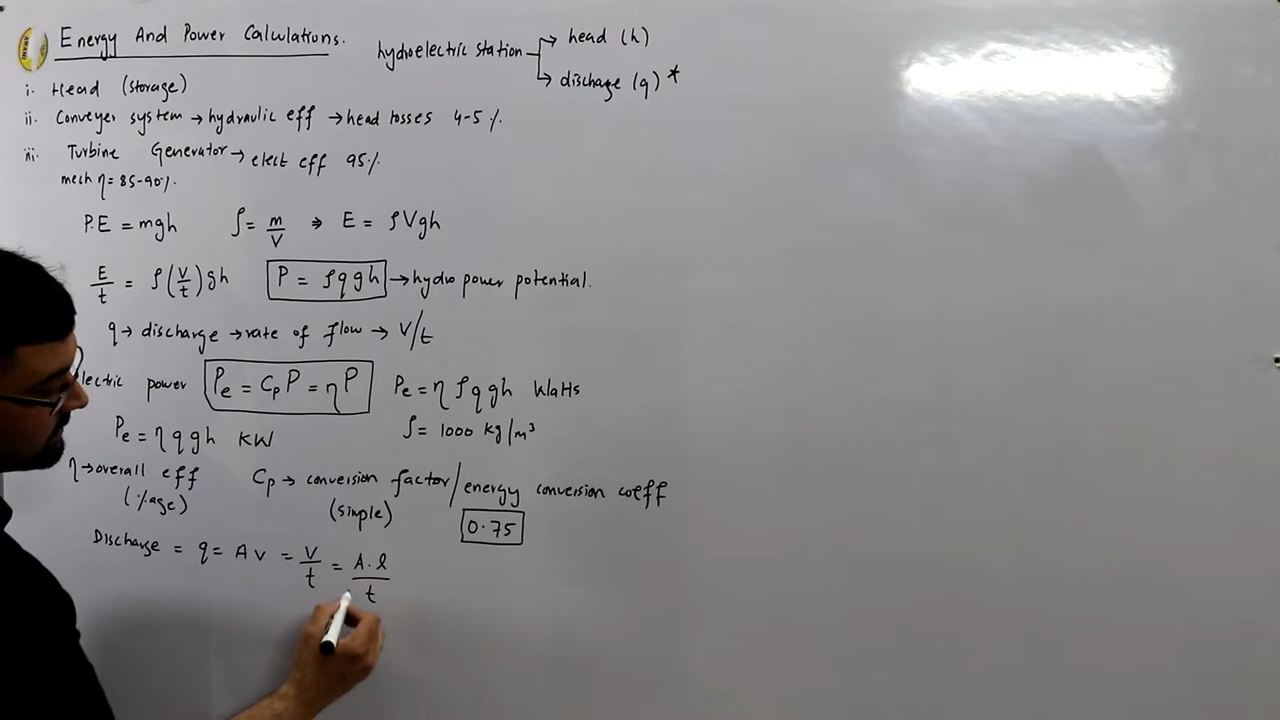 Energy And Power Calculations.
hydroelectric station → head (h)
→ discharge (q) *
i. Head (storage)
ii. Conveyer system → hydraulic eff → head losses 4-5 %.
iii. Turbine Generator → elect eff 95%.
mech η = 85-90%.
P.E = mgh ρ = m/V ⇒ E = ρVgh
E/t = ρ(V/t)gh P = ρqgh → hydro power potential.
q → discharge → rate of flow → V/t
lectric power Pe = Cp P = ηP Pe = ηρqgh Watts
Pe = ηqgh KW ρ = 1000 kg/m³
η → overall eff Cp → conversion factor/energy conversion coeff
(%age) (simple) 0.75
Discharge = q = Av = V/t = A.l/t